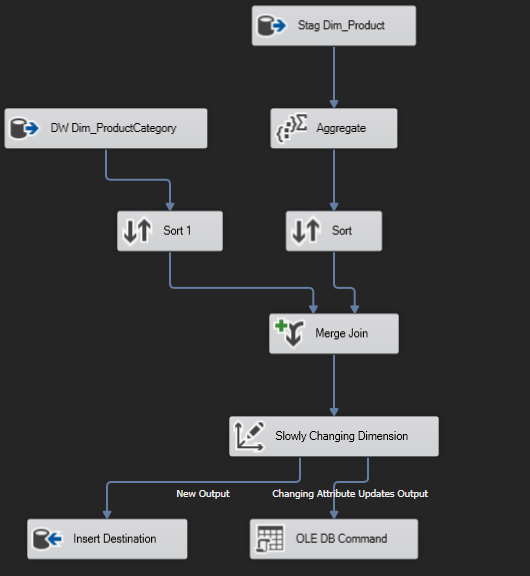 Stag Dim_Product
DW Dim_ProductCategory
Aggregate
Sort 1
Sort
Merge Join
Slowly Changing Dimension
New Output
Changing Attribute Updates Output
Insert Destination
OLE DB Command